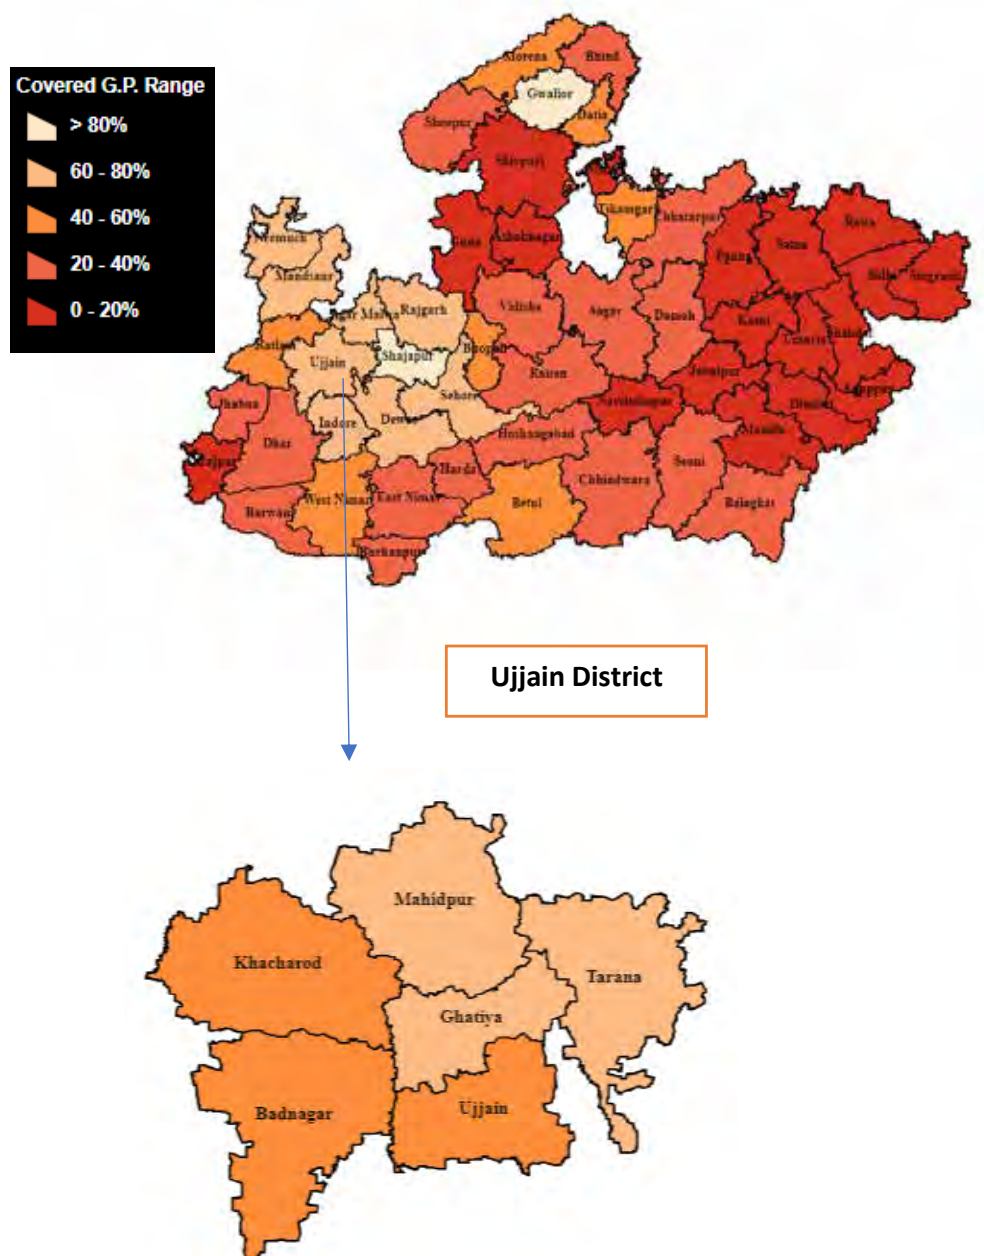 Covered G.P. Range
> 80%
60 - 80%
40 - 60%
20 - 40%
0 - 20%
Morena
Bhind
Gwalior
Datia
Sheopur
Shivpuri
Tikamgarh
Chhatarpur
Rewa
Neemuch
Guna
Ashoknagar
Panna
Satna
Sidhi
Singrauli
Mandsaur
Agar Malwa
Rajgarh
Vidisha
Sagar
Damoh
Katni
Umaria
Shahdol
Ratlam
Ujjain
Shajapur
Bhopal
Raisen
Jabalpur
Anuppur
Jhabua
Indore
Dewas
Sehore
Narsinghpur
Dindori
Dhar
Hoshangabad
Mandla
Harda
Seoni
Chhindwara
Barwani
West Nimar
East Nimar
Betul
Balaghat
Burhanpur
Ujjain District
Mahidpur
Khacharod
Tarana
Ghatiya
Badnagar
Ujjain